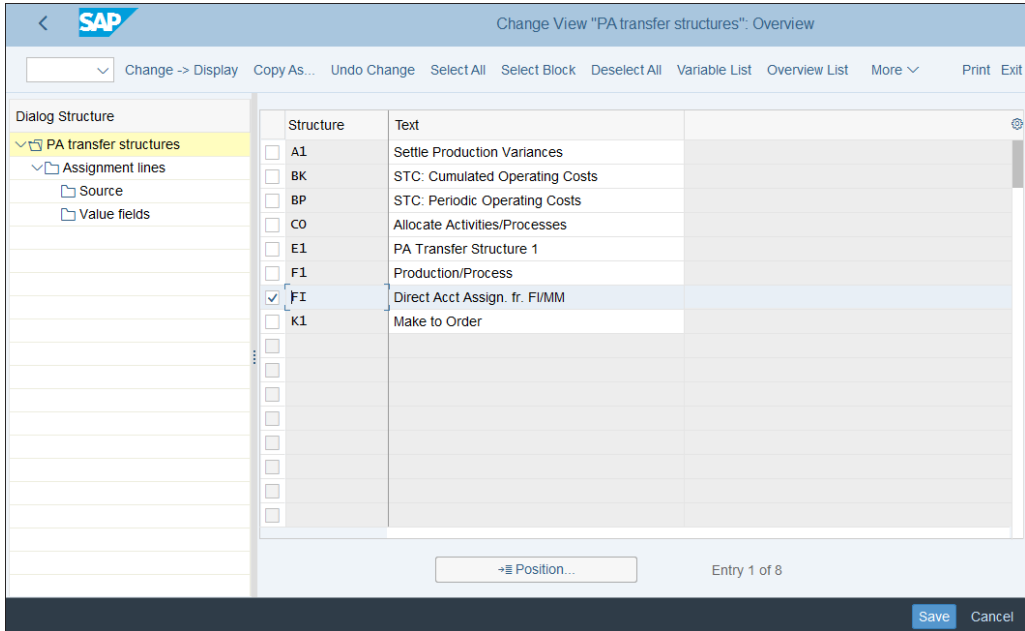 SAP
Change View "PA transfer structures": Overview
Change -> Display Copy As... Undo Change Select All Select Block Deselect All Variable List Overview List More Print Exit
Dialog Structure
PA transfer structures
Assignment lines
Source
Value fields
Structure Text
A1 Settle Production Variances
BK STC: Cumulated Operating Costs
BP STC: Periodic Operating Costs
CO Allocate Activities/Processes
E1 PA Transfer Structure 1
F1 Production/Process
FI Direct Acct Assign. fr. FI/MM
K1 Make to Order
Position... Entry 1 of 8
Save Cancel